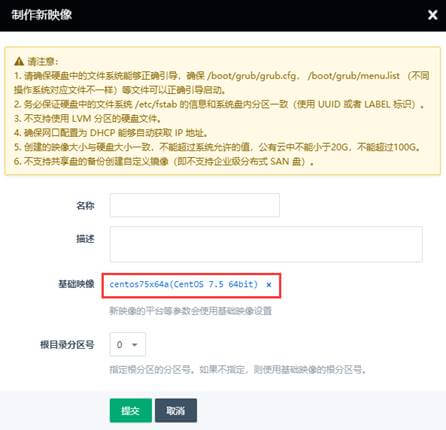 制作新映像
请注意：
1. 请确保硬盘中的文件系统能够正确引导，确保 /boot/grub/grub.cfg， /boot/grub/menu.list （不同
操作系统对应文件不一样）等文件可以正确引导启动。
2. 务必保证硬盘中的文件系统 /etc/fstab 的信息和系统盘内分区一致（使用 UUID 或者 LABEL 标识）。
3. 不支持使用 LVM 分区的硬盘文件。
4. 确保网口配置为 DHCP 能够自动获取 IP 地址。
5. 创建的映像大小与硬盘大小一致，不能超过系统允许的值，公有云中不能小于20G，不能超过100G。
6. 不支持共享盘的备份创建自定义镜像（即不支持企业级分布式 SAN 盘）。
名称
描述
基础映像
centos75x64a(CentOS 7.5 64bit) ×
新映像的平台等参数会使用基础映像设置
根目录分区号
0
指定根分区的分区号。如果不指定，则使用基础映像的根分区号。
提交
取消